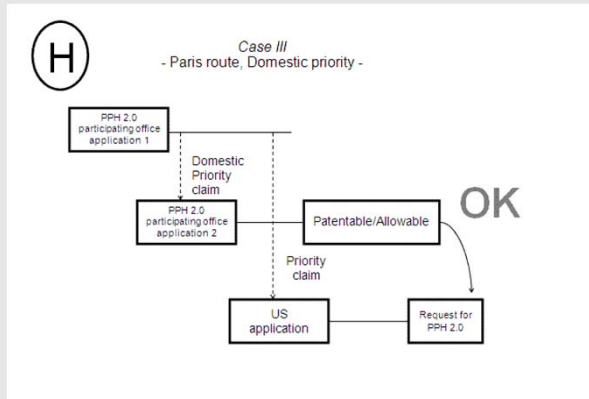 H
Case III
- Paris route, Domestic priority -
PPH 2.0
participating office
application 1
Domestic
Priority
claim
PPH 2.0
participating office
application 2
Patentable/Allowable
OK
Priority
claim
US
application
Request for
PPH 2.0